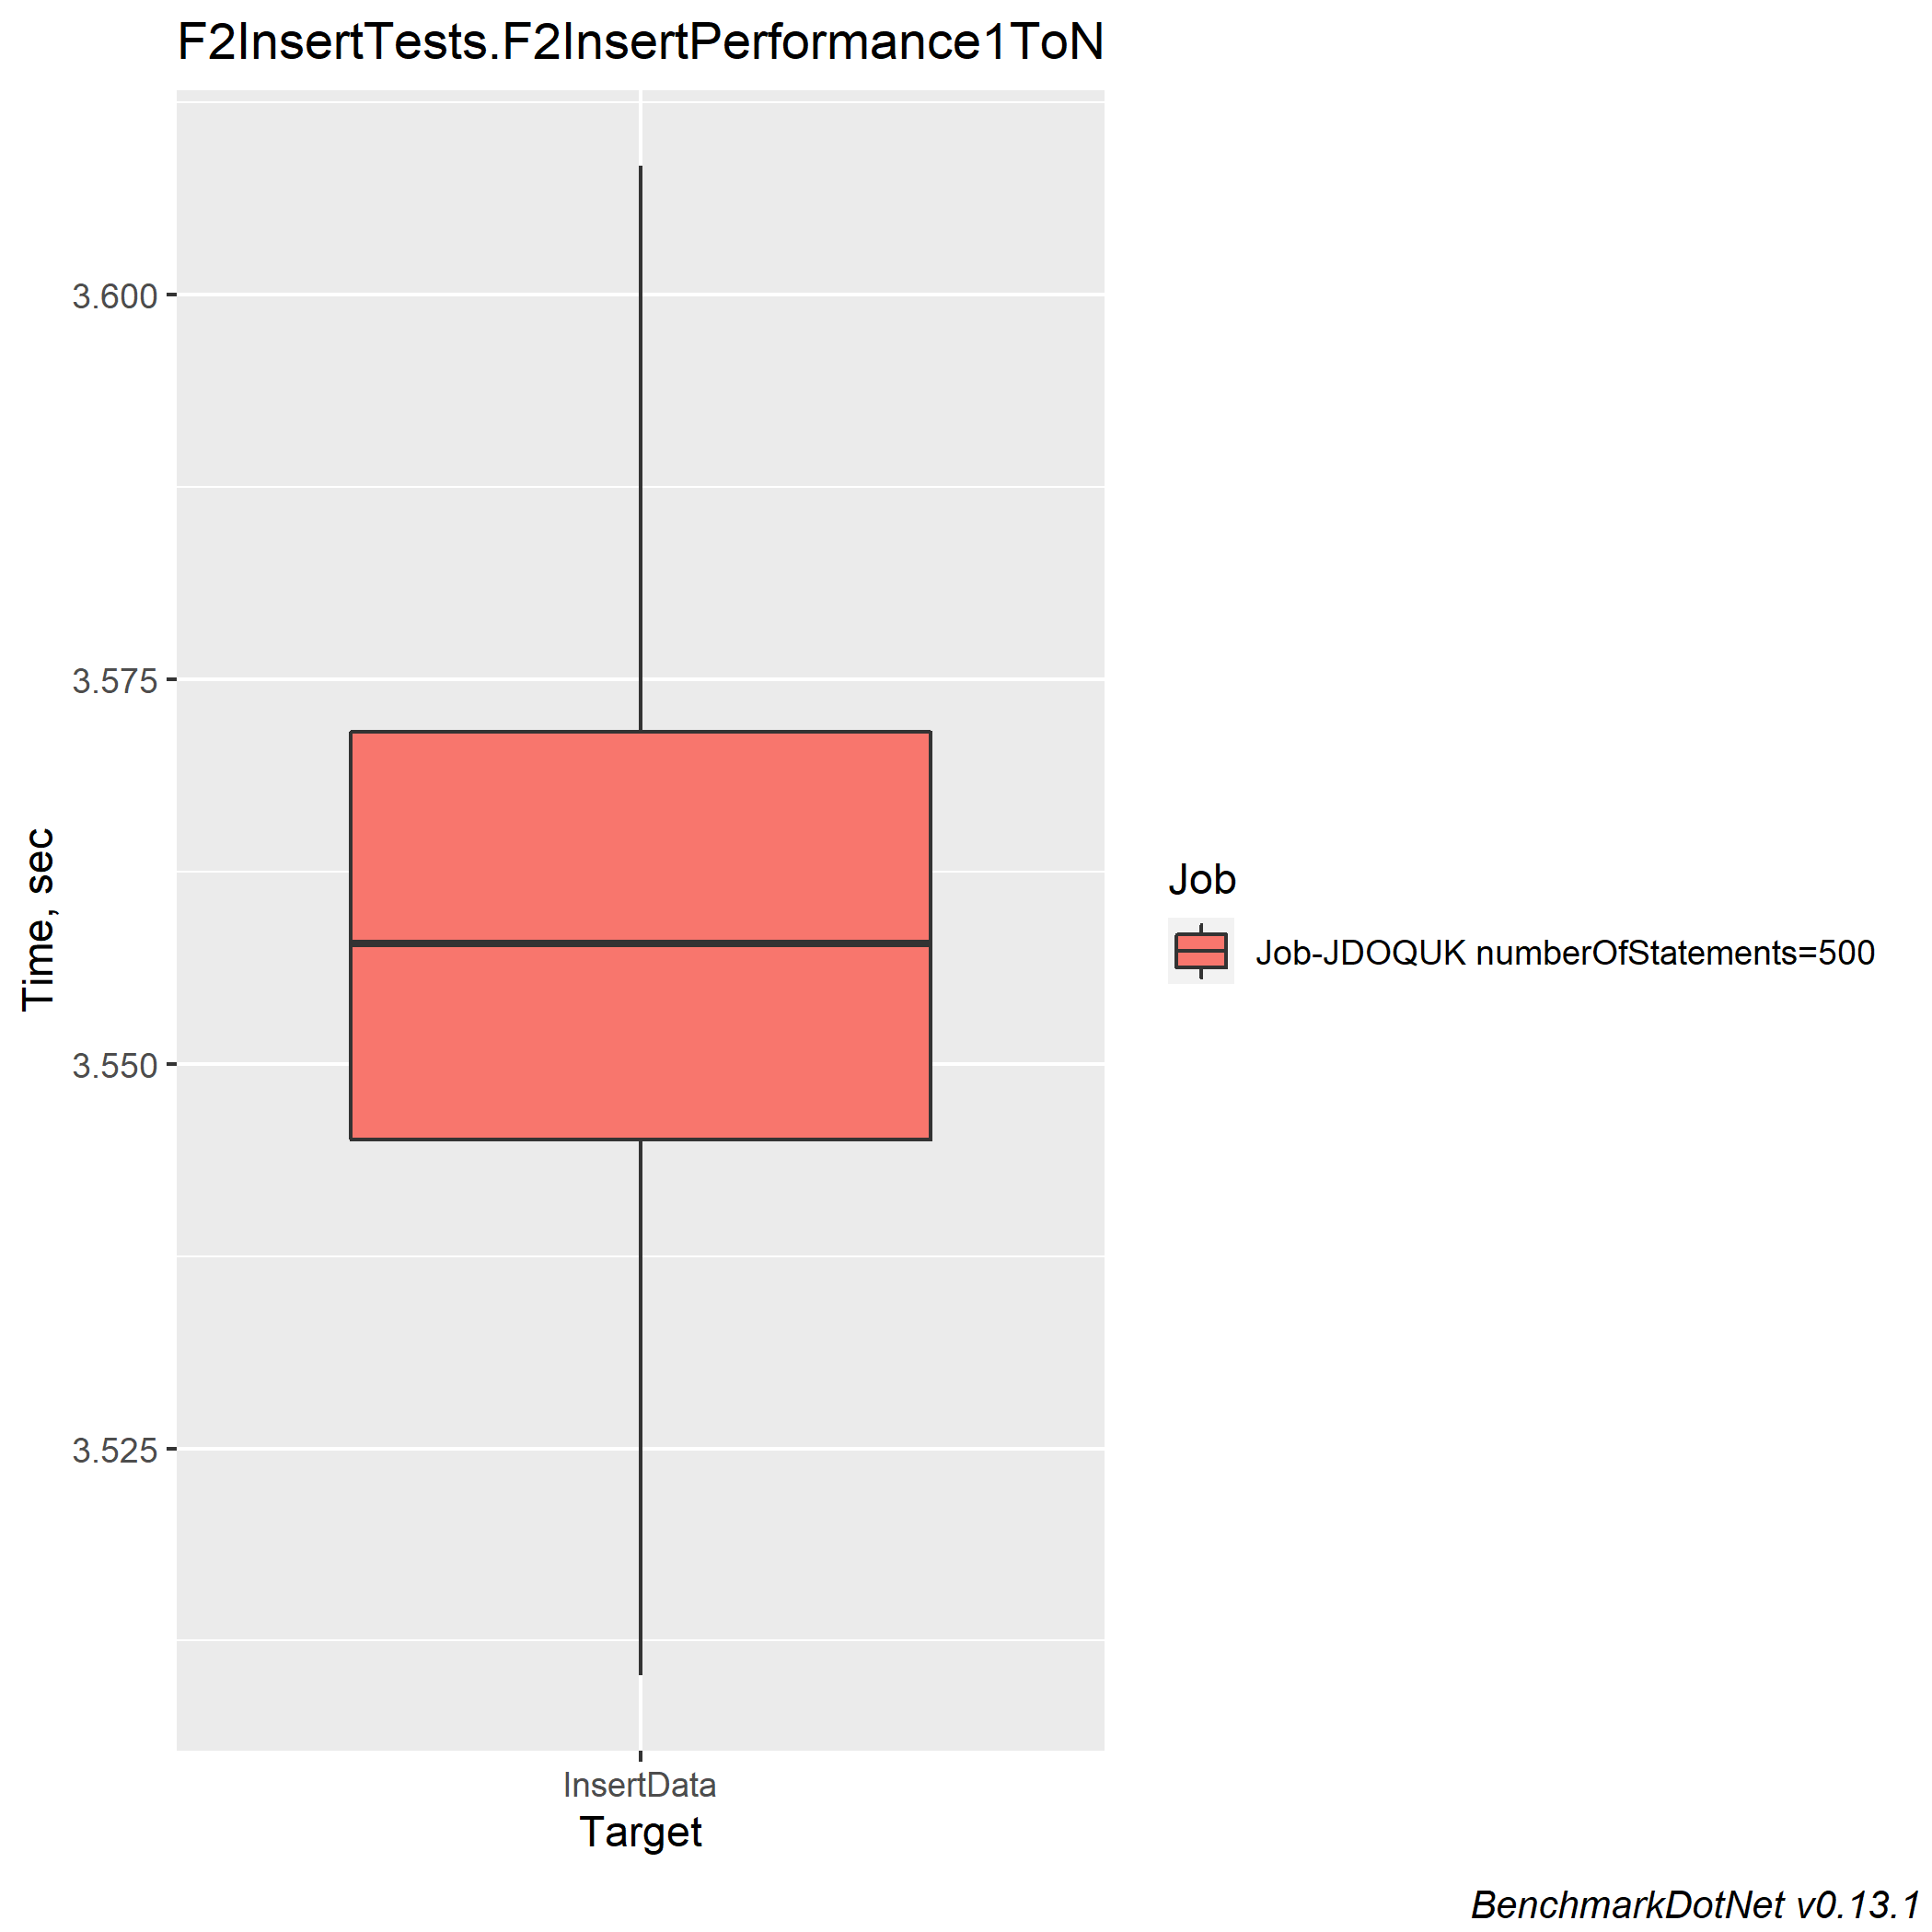 F2InsertTests.F2InsertPerformance1ToN
Time, sec
3.600
3.575
3.550
3.525
InsertData
Target
Job
Job-JDOQUK numberOfStatements=500
BenchmarkDotNet v0.13.1